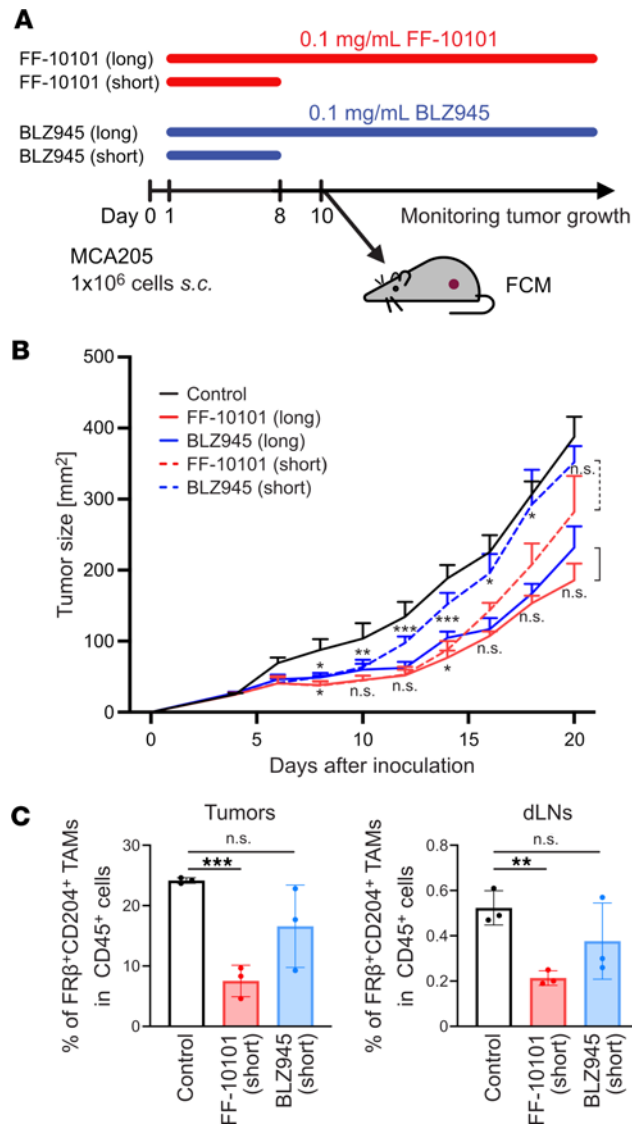 A
0.1 mg/mL FF-10101
FF-10101 (long)
FF-10101 (short)
0.1 mg/mL BLZ945
BLZ945 (long)
BLZ945 (short)
Day 0 1 8 10 Monitoring tumor growth
MCA205
1x10⁶ cells s.c.
FCM
B
500
400
300
200
100
0
Tumor size [mm²]
Control
FF-10101 (long)
BLZ945 (long)
FF-10101 (short)
BLZ945 (short)
n.s.
*
*
***
***
**
*
*
n.s.
n.s.
*
n.s.
n.s.
n.s.
0 5 10 15 20
Days after inoculation
C
Tumors
% of FRβ⁺CD204⁺ TAMs
in CD45⁺ cells
30
20
10
0
n.s.
***
Control
FF-10101
(short)
BLZ945
(short)
dLNs
% of FRβ⁺CD204⁺ TAMs
in CD45⁺ cells
0.8
0.6
0.4
0.2
0
n.s.
**
Control
FF-10101
(short)
BLZ945
(short)